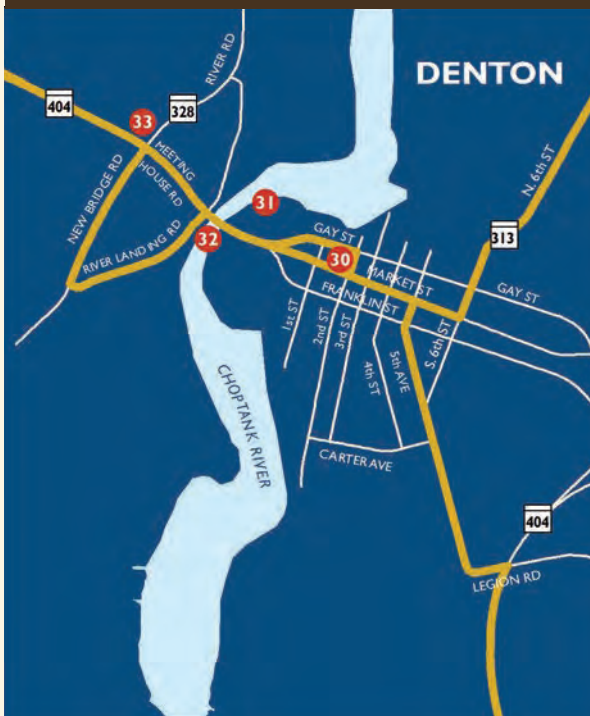 DENTON
RIVER RD
404
33
328
MEETING
HOUSE RD
NEW BRIDGE RD
RIVER LANDING RD
31
32
N. 6th ST
313
GAY ST
30
MARKET ST
GAY ST
FRANKLIN ST
1st ST
2nd ST
3rd ST
4th ST
5th AVE
S. 6th ST
CHOPTANK RIVER
CARTER AVE
404
LEGION RD